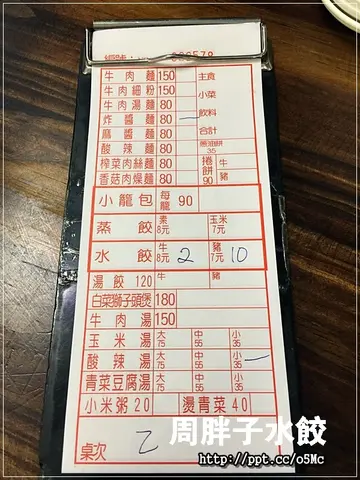 編號:
牛肉麵 150 主食
牛肉細粉 150 小菜
牛肉湯麵 80
炸醬麵 80 — 飲料
麻醬麵 80 合計
酸辣麵 80 蔥油餅 35
榨菜肉絲麵 80 捲餅 90 牛
香菇肉燥麵 80 豬
小籠包 每籠 90
蒸餃 素 8元 玉米 7元
水餃 牛 8元 2 豬 7元 10
湯餃 120 牛 豬
白菜獅子頭煲 180
牛肉湯 150
玉米湯 大 75 中 55 小 35
酸辣湯 大 75 中 55 小 35 —
青菜豆腐湯 大 75 中 55 小 35
小米粥 20 燙青菜 40
桌次
周胖子水餃
http://ppt.cc/o5Mc